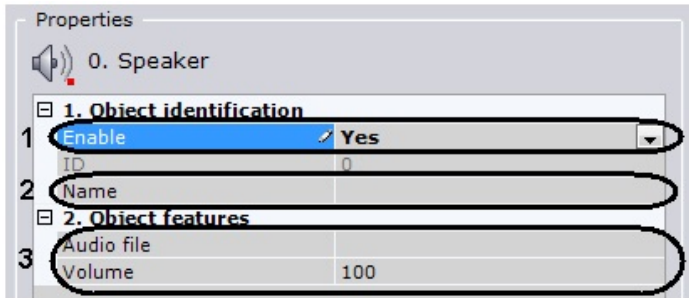 Properties
0. Speaker
1. Object identification
1 Enable Yes
ID 0
2 Name
2. Object features
3 Audio file
Volume 100